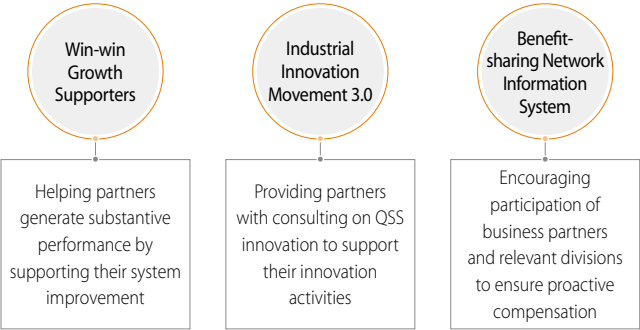 Win-win
Growth
Supporters
Helping partners
generate substantive
performance by
supporting their system
improvement
Industrial
Innovation
Movement 3.0
Providing partners
with consulting on QSS
innovation to support
their innovation
activities
Benefit-
sharing Network
Information
System
Encouraging
participation of
business partners
and relevant divisions
to ensure proactive
compensation